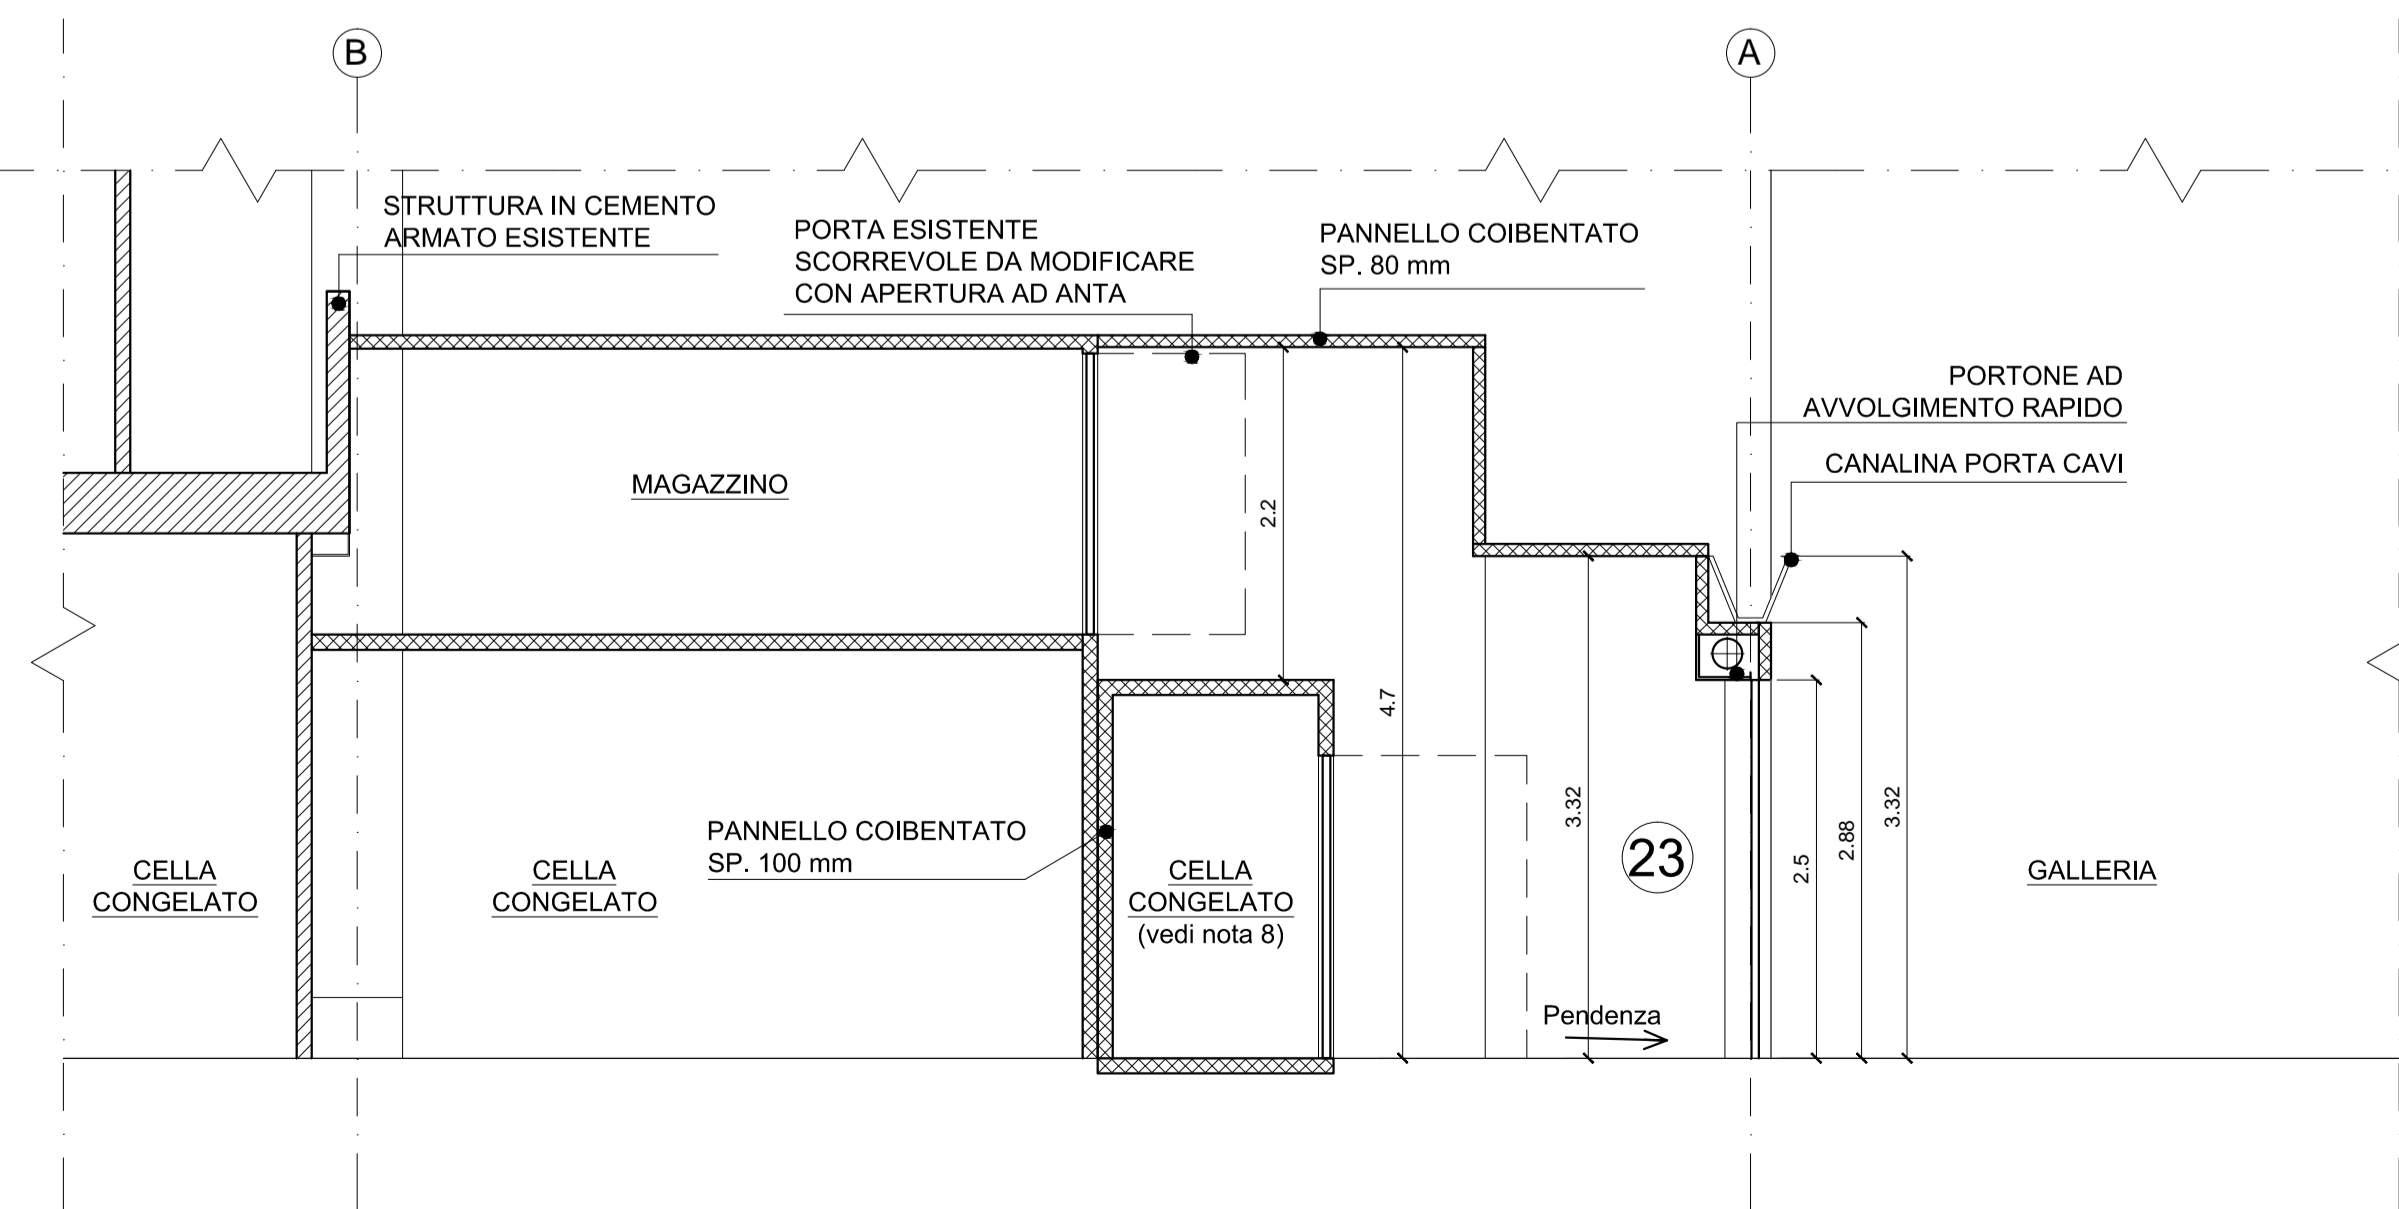 B
A
STRUTTURA IN CEMENTO
ARMATO ESISTENTE
PORTA ESISTENTE
SCORREVOLE DA MODIFICARE
CON APERTURA AD ANTA
PANNELLO COIBENTATO
SP. 80 mm
PORTONE AD
AVVOLGIMENTO RAPIDO
CANALINA PORTA CAVI
MAGAZZINO
2.2
4.7
3.32
2.5
2.88
3.32
PANNELLO COIBENTATO
SP. 100 mm
CELLA
CONGELATO
CELLA
CONGELATO
CELLA
CONGELATO
(vedi nota 8)
23
GALLERIA
Pendenza